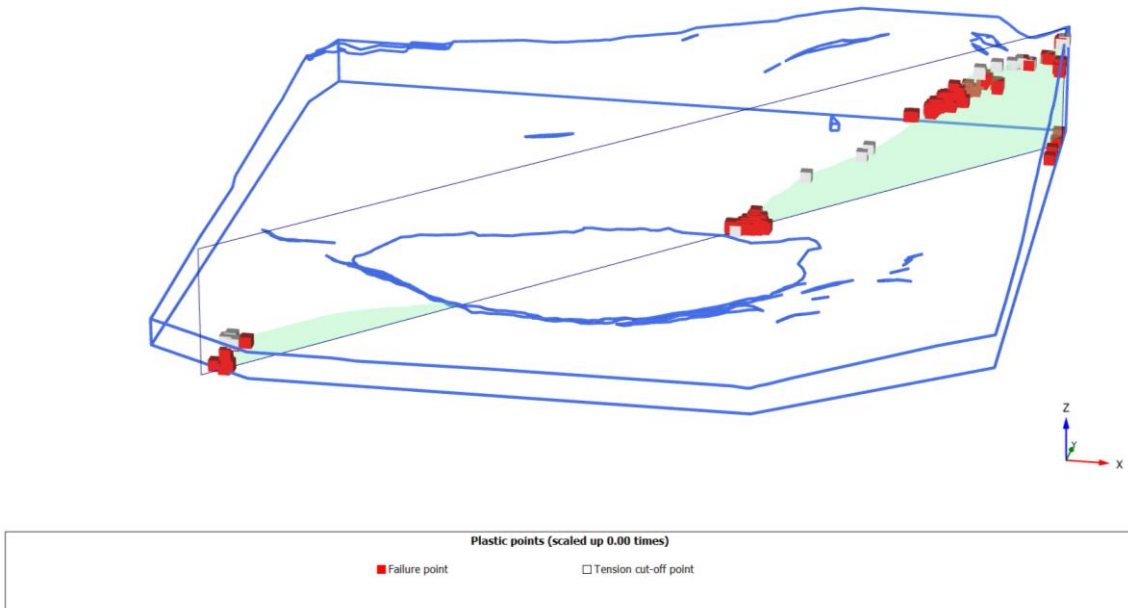 Z
Y
X
Plastic points (scaled up 0.00 times)
Failure point
Tension cut-off point